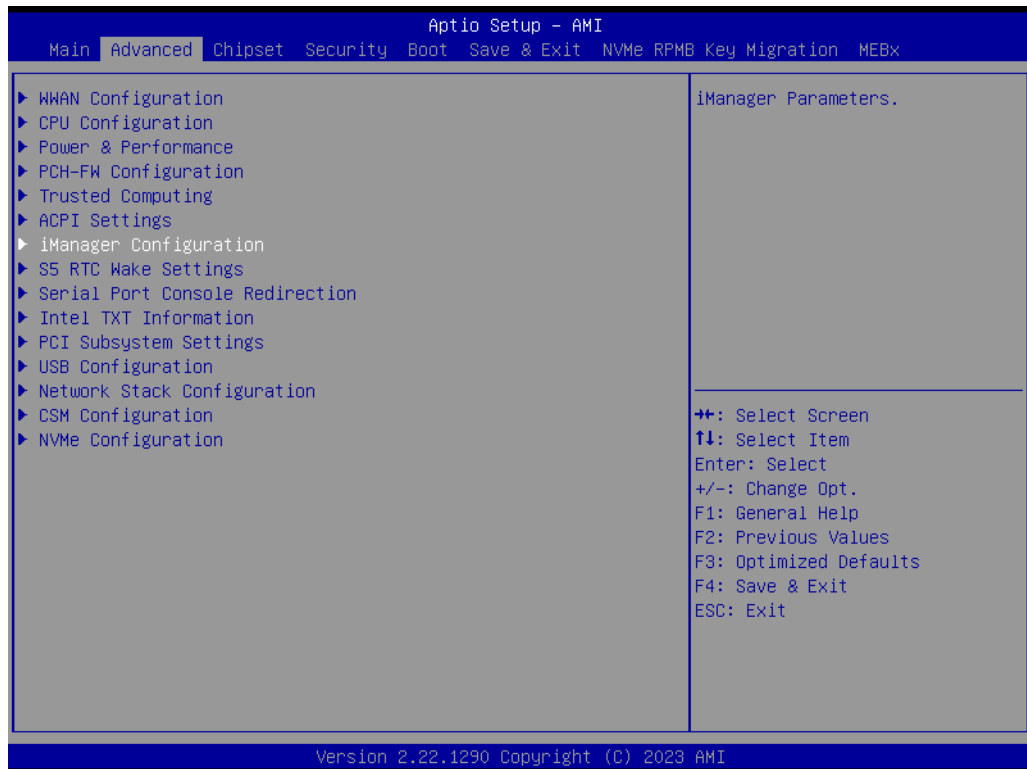 Aptio Setup – AMI
Main Advanced Chipset Security Boot Save & Exit NVMe RPMB Key Migration MEBx
▶ WWAN Configuration
▶ CPU Configuration
▶ Power & Performance
▶ PCH-FW Configuration
▶ Trusted Computing
▶ ACPI Settings
▶ iManager Configuration
▶ S5 RTC Wake Settings
▶ Serial Port Console Redirection
▶ Intel TXT Information
▶ PCI Subsystem Settings
▶ USB Configuration
▶ Network Stack Configuration
▶ CSM Configuration
▶ NVMe Configuration
iManager Parameters.
→←: Select Screen
↑↓: Select Item
Enter: Select
+/-: Change Opt.
F1: General Help
F2: Previous Values
F3: Optimized Defaults
F4: Save & Exit
ESC: Exit
Version 2.22.1290 Copyright (C) 2023 AMI